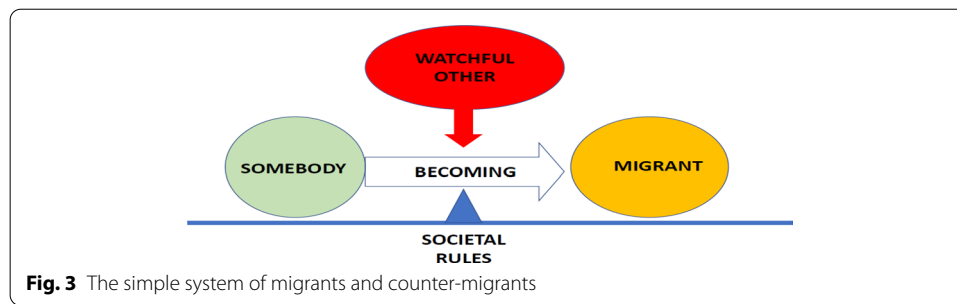 WATCHFUL
OTHER
SOMEBODY
BECOMING
MIGRANT
SOCIETAL
RULES
Fig. 3 The simple system of migrants and counter-migrants